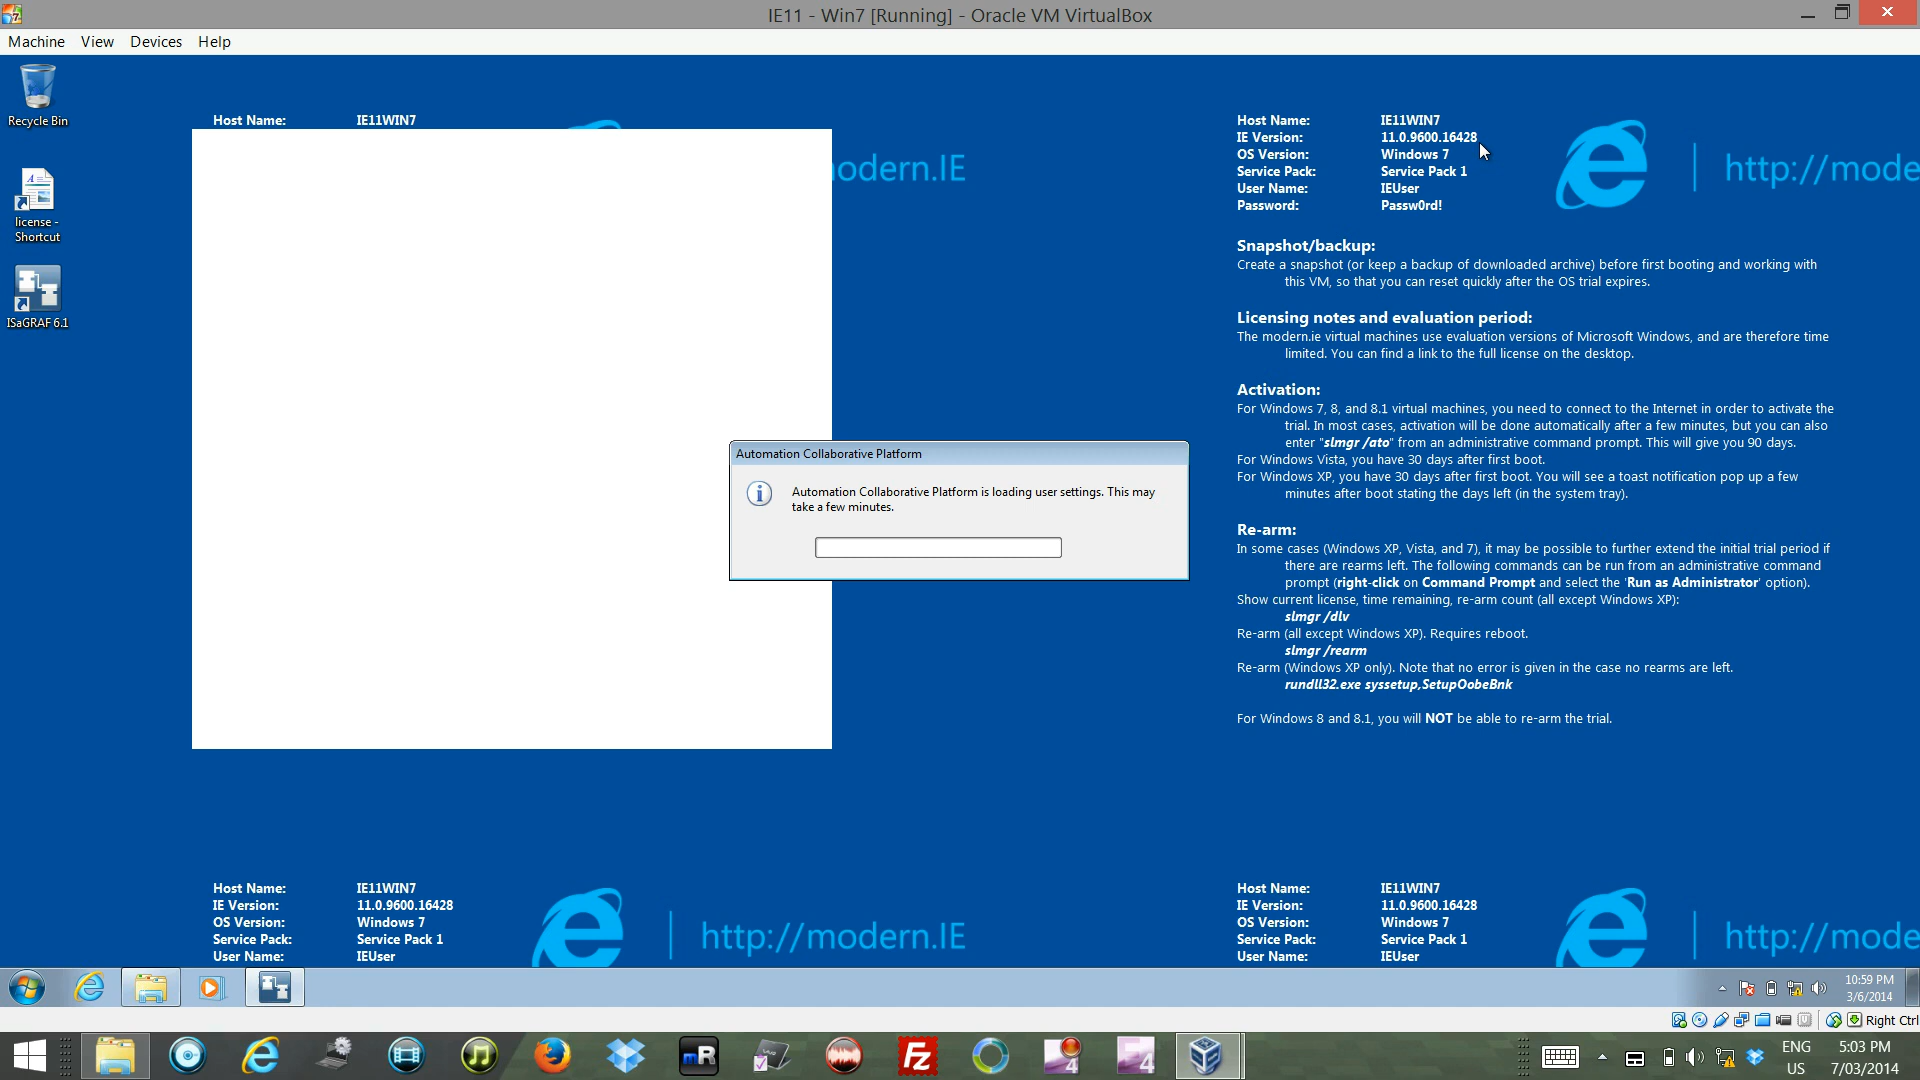 IE11 - Win7 [Running] - Oracle VM VirtualBox
Machine View Devices Help
Recycle Bin
license -
Shortcut
ISaGRAF 6.1
Host Name: IE11WIN7
odern.IE
Host Name: IE11WIN7
IE Version: 11.0.9600.16428
OS Version: Windows 7
Service Pack: Service Pack 1
User Name: IEUser
Password: Passw0rd!
http://mode
Snapshot/backup:
Create a snapshot (or keep a backup of downloaded archive) before first booting and working with
this VM, so that you can reset quickly after the OS trial expires.
Licensing notes and evaluation period:
The modern.ie virtual machines use evaluation versions of Microsoft Windows, and are therefore time
limited. You can find a link to the full license on the desktop.
Activation:
For Windows 7, 8, and 8.1 virtual machines, you need to connect to the Internet in order to activate the
trial. In most cases, activation will be done automatically after a few minutes, but you can also
enter "slmgr /ato" from an administrative command prompt. This will give you 90 days.
For Windows Vista, you have 30 days after first boot.
For Windows XP, you have 30 days after first boot. You will see a toast notification pop up a few
minutes after boot stating the days left (in the system tray).
Re-arm:
In some cases (Windows XP, Vista, and 7), it may be possible to further extend the initial trial period if
there are rearms left. The following commands can be run from an administrative command
prompt (right-click on Command Prompt and select the 'Run as Administrator' option).
Show current license, time remaining, re-arm count (all except Windows XP):
slmgr /dlv
Re-arm (all except Windows XP). Requires reboot.
slmgr /rearm
Re-arm (Windows XP only). Note that no error is given in the case no rearms are left.
rundll32.exe syssetup,SetupOobeBnk
For Windows 8 and 8.1, you will NOT be able to re-arm the trial.
Automation Collaborative Platform
Automation Collaborative Platform is loading user settings. This may
take a few minutes.
Host Name: IE11WIN7
IE Version: 11.0.9600.16428
OS Version: Windows 7
Service Pack: Service Pack 1
User Name: IEUser
http://modern.IE
Host Name: IE11WIN7
IE Version: 11.0.9600.16428
OS Version: Windows 7
Service Pack: Service Pack 1
User Name: IEUser
http://mode
10:59 PM
3/6/2014
Right Ctrl
mR
Fz
4
4
ENG
US
5:03 PM
7/03/2014